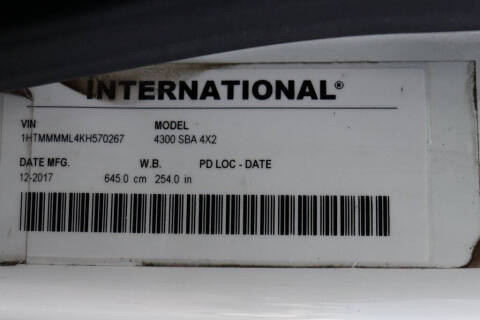 INTERNATIONAL®
VIN MODEL
1HTMMMML4KH570267 4300 SBA 4X2
DATE MFG. W.B. PD LOC - DATE
12-2017 645.0 cm 254.0 in